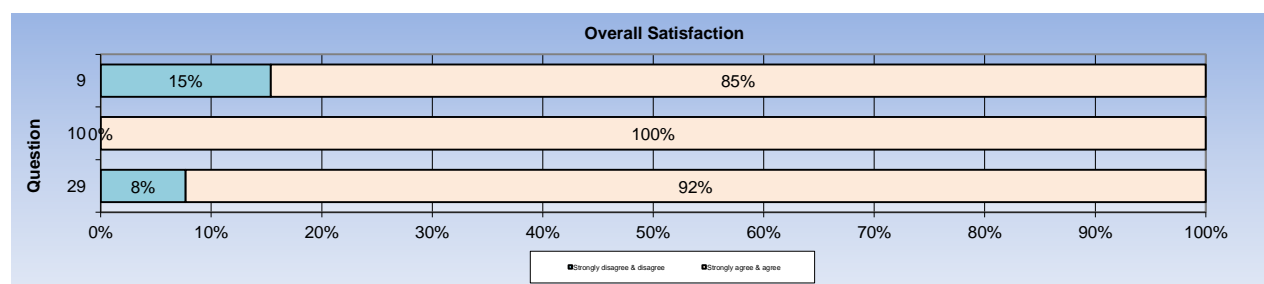 Overall Satisfaction
Question
9 15% 85%
10 0% 100%
29 8% 92%
0% 10% 20% 30% 40% 50% 60% 70% 80% 90% 100%
Strongly disagree & disagree Strongly agree & agree